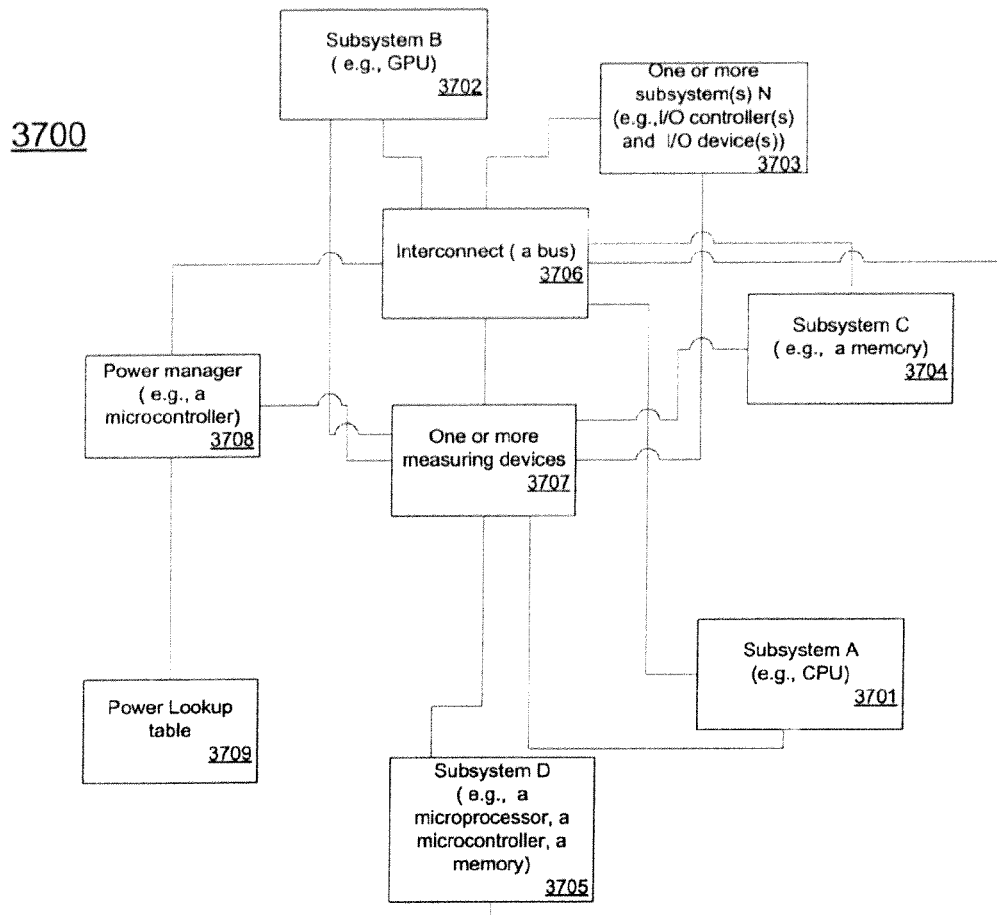 3700
Subsystem B
( e.g., GPU)
3702
One or more
subsystem(s) N
(e.g.,I/O controller(s)
and I/O device(s))
3703
Interconnect ( a bus)
3706
Subsystem C
( e.g., a memory)
3704
Power manager
( e.g., a
microcontroller)
3708
One or more
measuring devices
3707
Subsystem A
(e.g., CPU)
3701
Power Lookup
table
3709
Subsystem D
( e.g., a
microprocessor, a
microcontroller, a
memory)
3705